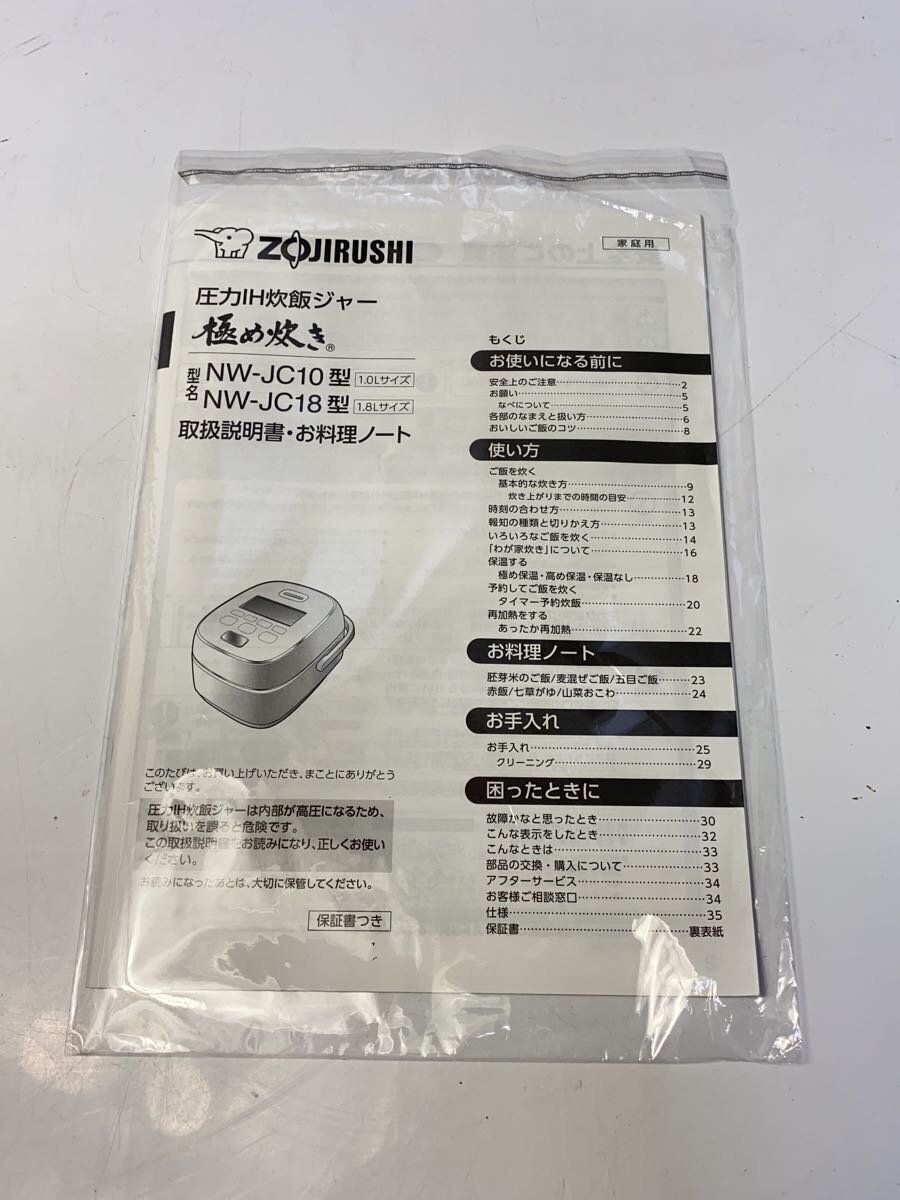 ZOJIRUSHI
家庭用
圧力IH炊飯ジャー
極め炊き®
型名 NW-JC10型 1.0Lサイズ
NW-JC18型 1.8Lサイズ
取扱説明書・お料理ノート
このたびは、お買い上げいただき、まことにありがとう
ございます。
圧力IH炊飯ジャーは内部が高圧になるため、
取り扱いを誤ると危険です。
この取扱説明書をお読みになり、正しくお使い
ください。
お読みになったあとは、大切に保管してください。
保証書つき
もくじ
お使いになる前に
安全上のご注意……2
お願い……5
なべについて……5
各部のなまえと扱い方……6
おいしいご飯のコツ……8
使い方
ご飯を炊く
基本的な炊き方……9
炊き上がりまでの時間の目安……12
時刻の合わせ方……13
報知の種類と切りかえ方……13
いろいろなご飯を炊く……14
「わが家炊き」について……16
保温する
極め保温・高め保温・保温なし……18
予約してご飯を炊く
タイマー予約炊飯……20
再加熱をする
あったか再加熱……22
お料理ノート
胚芽米のご飯/麦混ぜご飯/五目ご飯……23
赤飯/七草がゆ/山菜おこわ……24
お手入れ
お手入れ……25
クリーニング……29
困ったときに
故障かなと思ったとき……30
こんな表示をしたとき……32
こんなときは……33
部品の交換・購入について……33
アフターサービス……34
お客様ご相談窓口……34
仕様……35
保証書……裏表紙